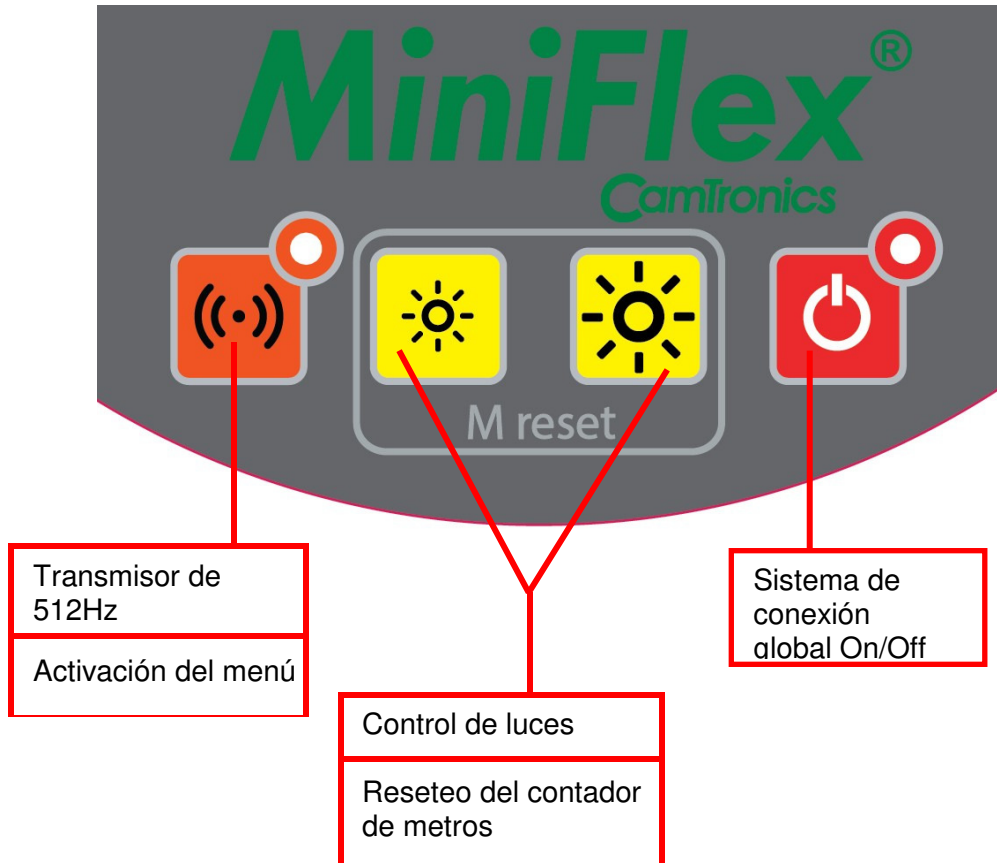 MiniFlex®
CamTronics
M reset
Transmisor de
512Hz
Activación del menú
Control de luces
Reseteo del contador
de metros
Sistema de
conexión
global On/Off